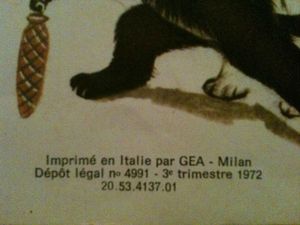 Imprimé en Italie par GEA - Milan
Dépôt légal nº 4991 - 3e trimestre 1972
20.53.4137.01